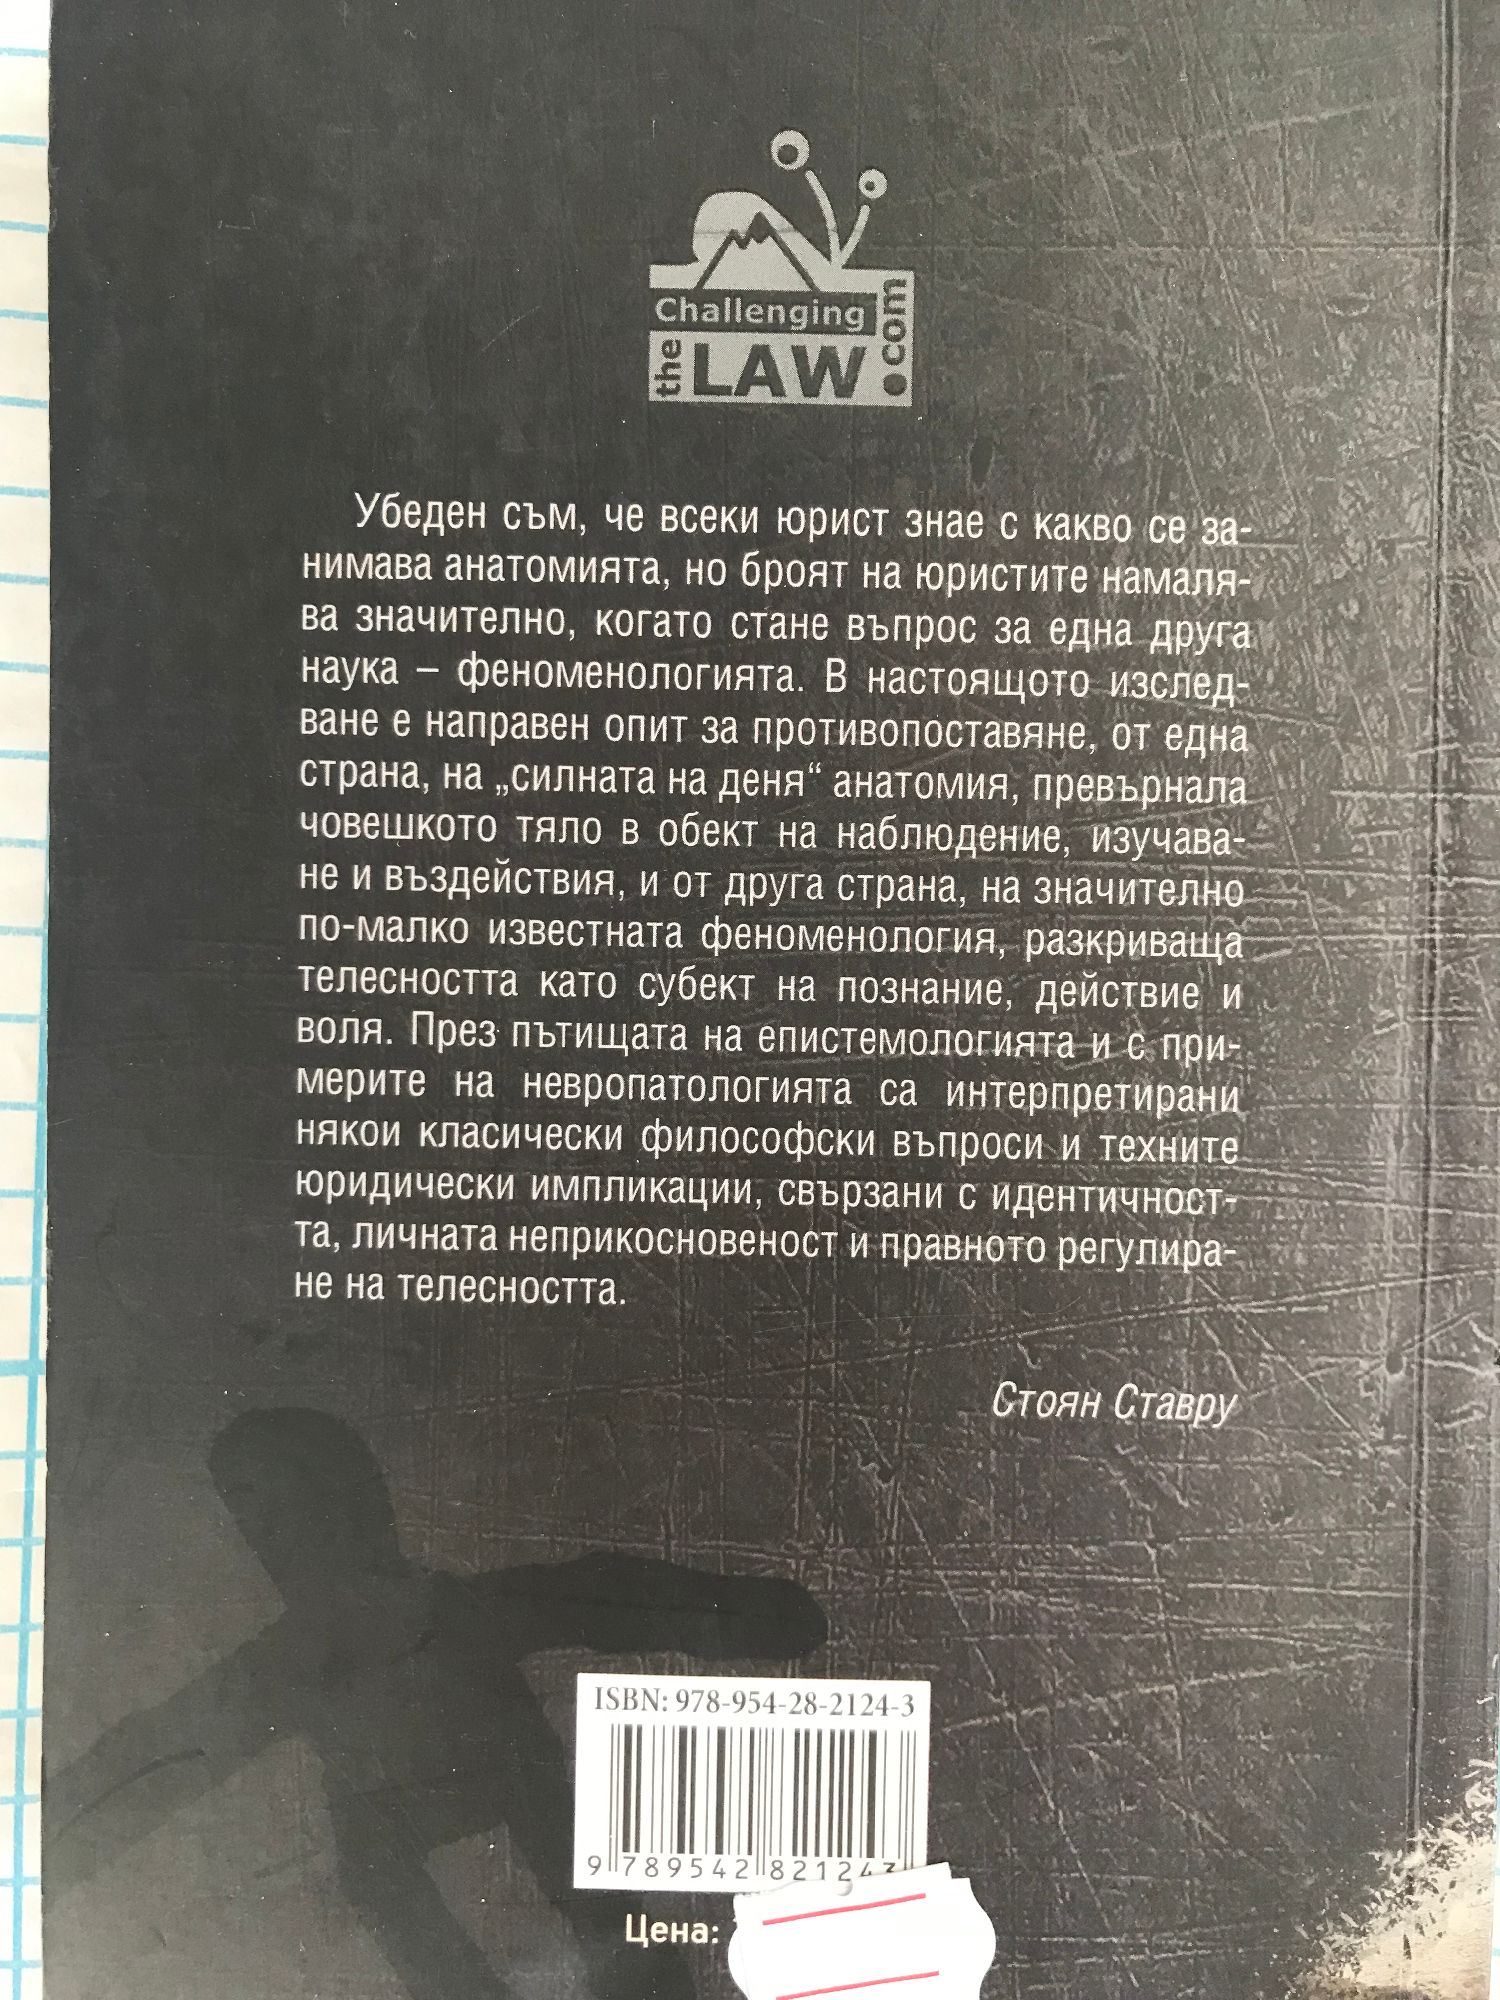 Challenging
the LAW .com
Убеден съм, че всеки юрист знае с какво се за-
нимава анатомията, но броят на юристите намаля-
ва значително, когато стане въпрос за една друга
наука – феноменологията. В настоящото изслед-
ване е направен опит за противопоставяне, от една
страна, на „силната на деня“ анатомия, превърнала
човешкото тяло в обект на наблюдение, изучава-
не и въздействия, и от друга страна, на значително
по-малко известната феноменология, разкриваща
телесността като субект на познание, действие и
воля. През пътищата на епистемологията и с при-
мерите на невропатологията са интерпретирани
някои класически философски въпроси и техните
юридически импликации, свързани с идентичност-
та, личната неприкосновеност и правното регулира-
не на телесността.
Стоян Ставру
ISBN: 978-954-28-2124-3
9 789542 821243
Цена: